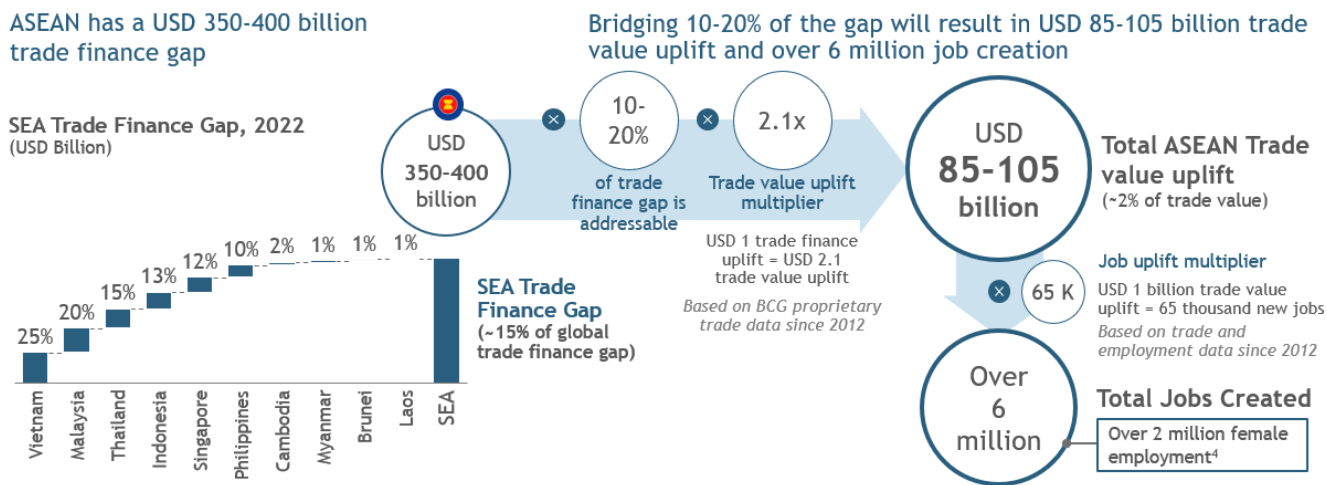 ASEAN has a USD 350-400 billion
trade finance gap
Bridging 10-20% of the gap will result in USD 85-105 billion trade
value uplift and over 6 million job creation
SEA Trade Finance Gap, 2022
(USD Billion)
USD
350-400
billion
10-
20%
of trade
finance gap is
addressable
2.1x
Trade value uplift
multiplier
USD 1 trade finance
uplift = USD 2.1
trade value uplift
Based on BCG proprietary
trade data since 2012
USD
85-105
billion
Total ASEAN Trade
value uplift
(~2% of trade value)
25%
20%
15%
13%
12%
10%
2%
1%
1%
1%
SEA Trade
Finance Gap
(~15% of global
trade finance gap)
Vietnam
Malaysia
Thailand
Indonesia
Singapore
Philippines
Cambodia
Myanmar
Brunei
Laos
SEA
65 K
Job uplift multiplier
USD 1 billion trade value
uplift = 65 thousand new jobs
Based on trade and
employment data since 2012
Over
6
million
Total Jobs Created
Over 2 million female
employment⁴